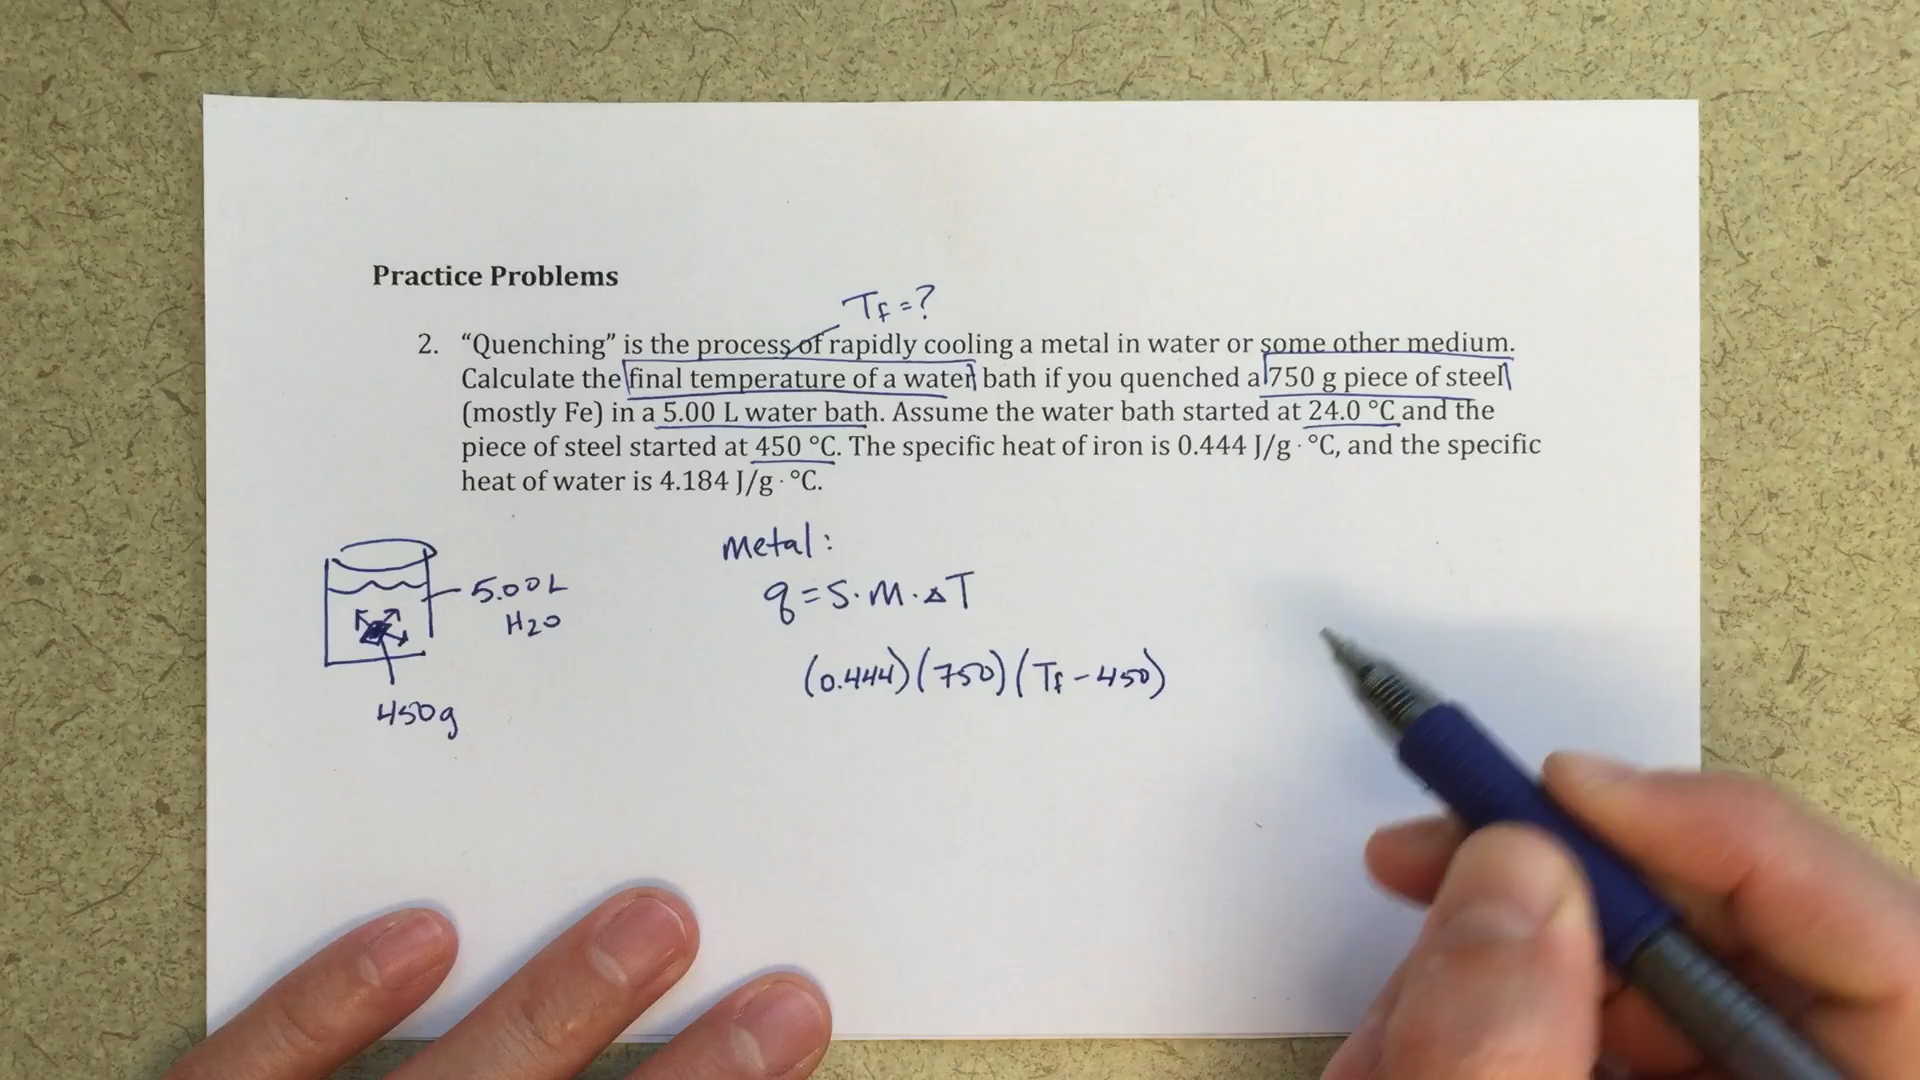 Practice Problems
Tf = ?
2. “Quenching” is the process of rapidly cooling a metal in water or some other medium.
Calculate the final temperature of a water bath if you quenched a 750 g piece of steel
(mostly Fe) in a 5.00 L water bath. Assume the water bath started at 24.0 °C and the
piece of steel started at 450 °C. The specific heat of iron is 0.444 J/g · °C, and the specific
heat of water is 4.184 J/g · °C.
5.00 L
H2O
450g
Metal:
q = S · M · ΔT
(0.444)(750)(Tf - 450)